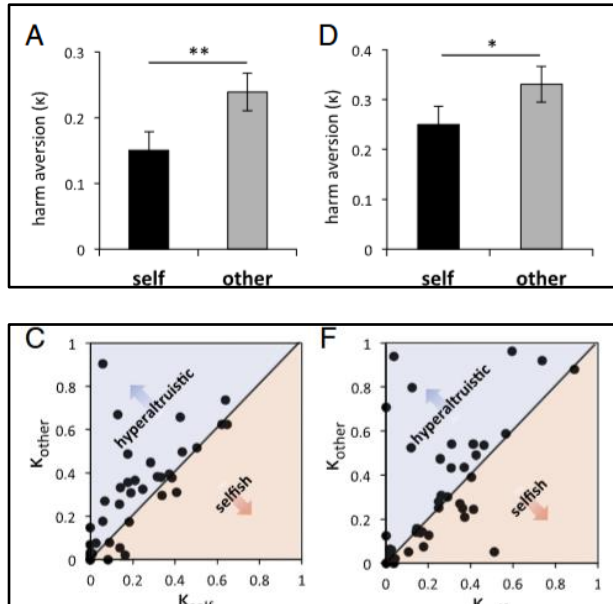 A
0.3
0.2
0.1
0
harm aversion (κ)
**
self other
D
0.4
0.3
0.2
0.1
0
harm aversion (κ)
*
self other
C
1
0.8
0.6
0.4
0.2
0
κother
hyperaltruistic
selfish
0 0.2 0.4 0.6 0.8 1
F
1
0.8
0.6
0.4
0.2
0
κother
hyperaltruistic
selfish
0 0.2 0.4 0.6 0.8 1